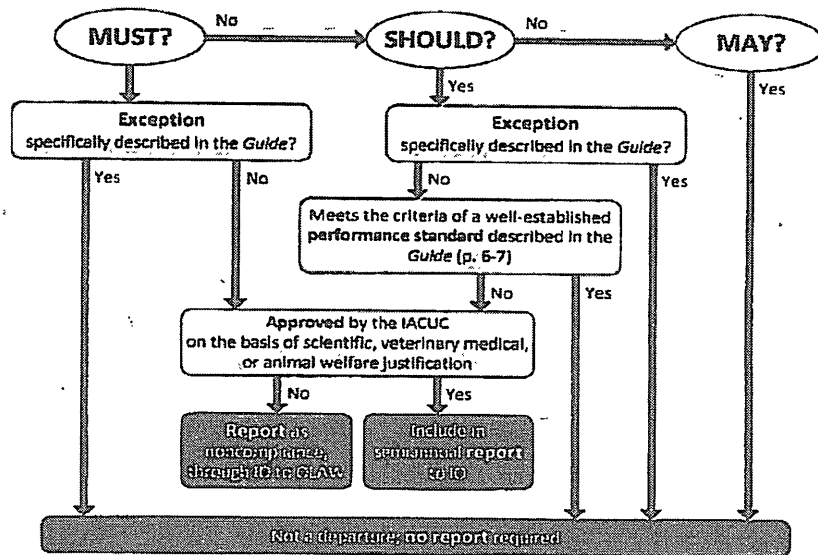 MUST?
No
SHOULD?
No
MAY?
Yes
Yes
Exception
specifically described in the Guide?
Exception
specifically described in the Guide?
Yes
No
No
Yes
Meets the criteria of a well-established
performance standard described in the
Guide (p. 6-7)
No
Yes
Approved by the IACUC
on the basis of scientific, veterinary medical,
or animal welfare justification
No
Yes
Report as
noncompliance,
through IO to OLAW
Include in
semiannual report
to IO
Not a departure; no report required